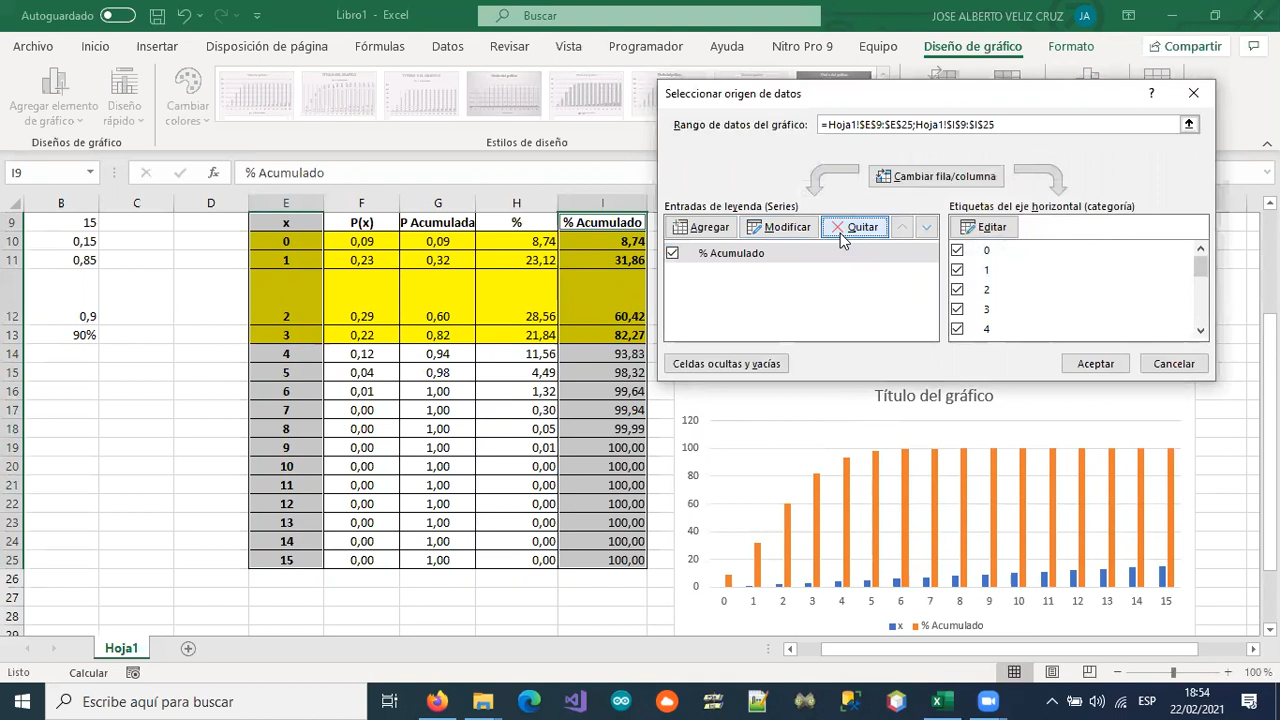 Autoguardado
Libro1 - Excel
Buscar
JOSE ALBERTO VELIZ CRUZ
JA
Archivo Inicio Insertar Disposición de página Fórmulas Datos Revisar Vista Programador Ayuda Nitro Pro 9 Equipo Diseño de gráfico Formato Compartir
Agregar elemento de gráfico
Diseño rápido
Cambiar colores
Diseños de gráfico
Estilos de diseño
I9
fx
% Acumulado
Seleccionar origen de datos
?
Rango de datos del gráfico: =Hoja1!$E$9:$E$25;Hoja1!$I$9:$I$25
Cambiar fila/columna
Entradas de leyenda (Series)
Agregar Modificar Quitar
% Acumulado
Etiquetas del eje horizontal (categoría)
Editar
0
1
2
3
4
Celdas ocultas y vacías
Aceptar Cancelar
B C D E F G H I
9 15 x P(x) P Acumulada % % Acumulado
10 0,15 0 0,09 0,09 8,74 8,74
11 0,85 1 0,23 0,32 23,12 31,86
12 0,9 2 0,29 0,60 28,56 60,42
13 90% 3 0,22 0,82 21,84 82,27
14 4 0,12 0,94 11,56 93,83
15 5 0,04 0,98 4,49 98,32
16 6 0,01 1,00 1,32 99,64
17 7 0,00 1,00 0,30 99,94
18 8 0,00 1,00 0,05 99,99
19 9 0,00 1,00 0,01 100,00
20 10 0,00 1,00 0,00 100,00
21 11 0,00 1,00 0,00 100,00
22 12 0,00 1,00 0,00 100,00
23 13 0,00 1,00 0,00 100,00
24 14 0,00 1,00 0,00 100,00
25 15 0,00 1,00 0,00 100,00
26
27
28
29
Título del gráfico
120
100
80
60
40
20
0
0 1 2 3 4 5 6 7 8 9 10 11 12 13 14 15
x % Acumulado
Hoja1
Listo Calcular
100 %
Escribe aquí para buscar
ESP
18:54
22/02/2021